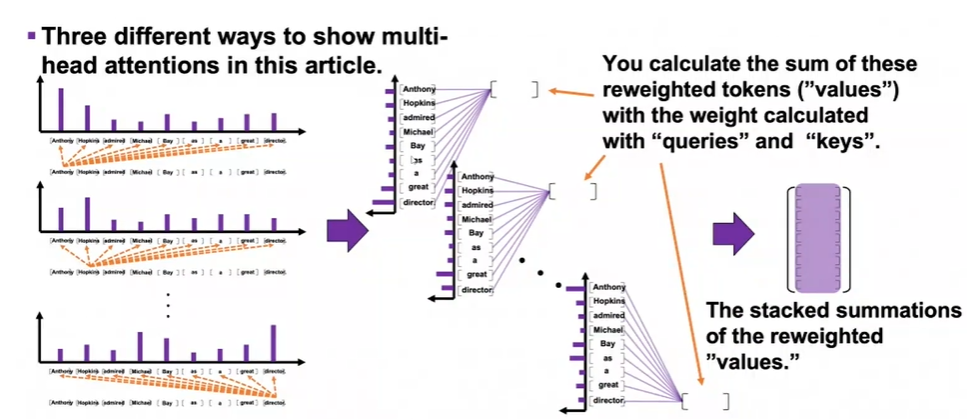 ▪ Three different ways to show multi-
head attentions in this article.
You calculate the sum of these
reweighted tokens (”values”)
with the weight calculated
with “queries” and “keys”.
[Anthony] [Hopkins] [admired] [Michael] [ Bay ] [ as ] [ a ] [ great ] [director].
[Anthony] [Hopkins] [admired] [Michael] [ Bay ] [ as ] [ a ] [ great ] [director].
[Anthony] [Hopkins] [admired] [Michael] [ Bay ] [ as ] [ a ] [ great ] [director].
[Anthony] [Hopkins] [admired] [Michael] [ Bay ] [ as ] [ a ] [ great ] [director].
[Anthony] [Hopkins] [admired] [Michael] [ Bay ] [ as ] [ a ] [ great ] [director].
[Anthony] [Hopkins] [admired] [Michael] [ Bay ] [ as ] [ a ] [ great ] [director].
[Anthony]
[Hopkins]
[admired]
[Michael]
[ Bay ]
[ as ]
[ a ]
[ great ]
[director]
[ ]
[Anthony]
[Hopkins]
[admired]
[Michael]
[ Bay ]
[ as ]
[ a ]
[ great ]
[director]
[ ]
[Anthony]
[Hopkins]
[admired]
[Michael]
[ Bay ]
[ as ]
[ a ]
[ great ]
[director]
[ ]
The stacked summations
of the reweighted
”values.”